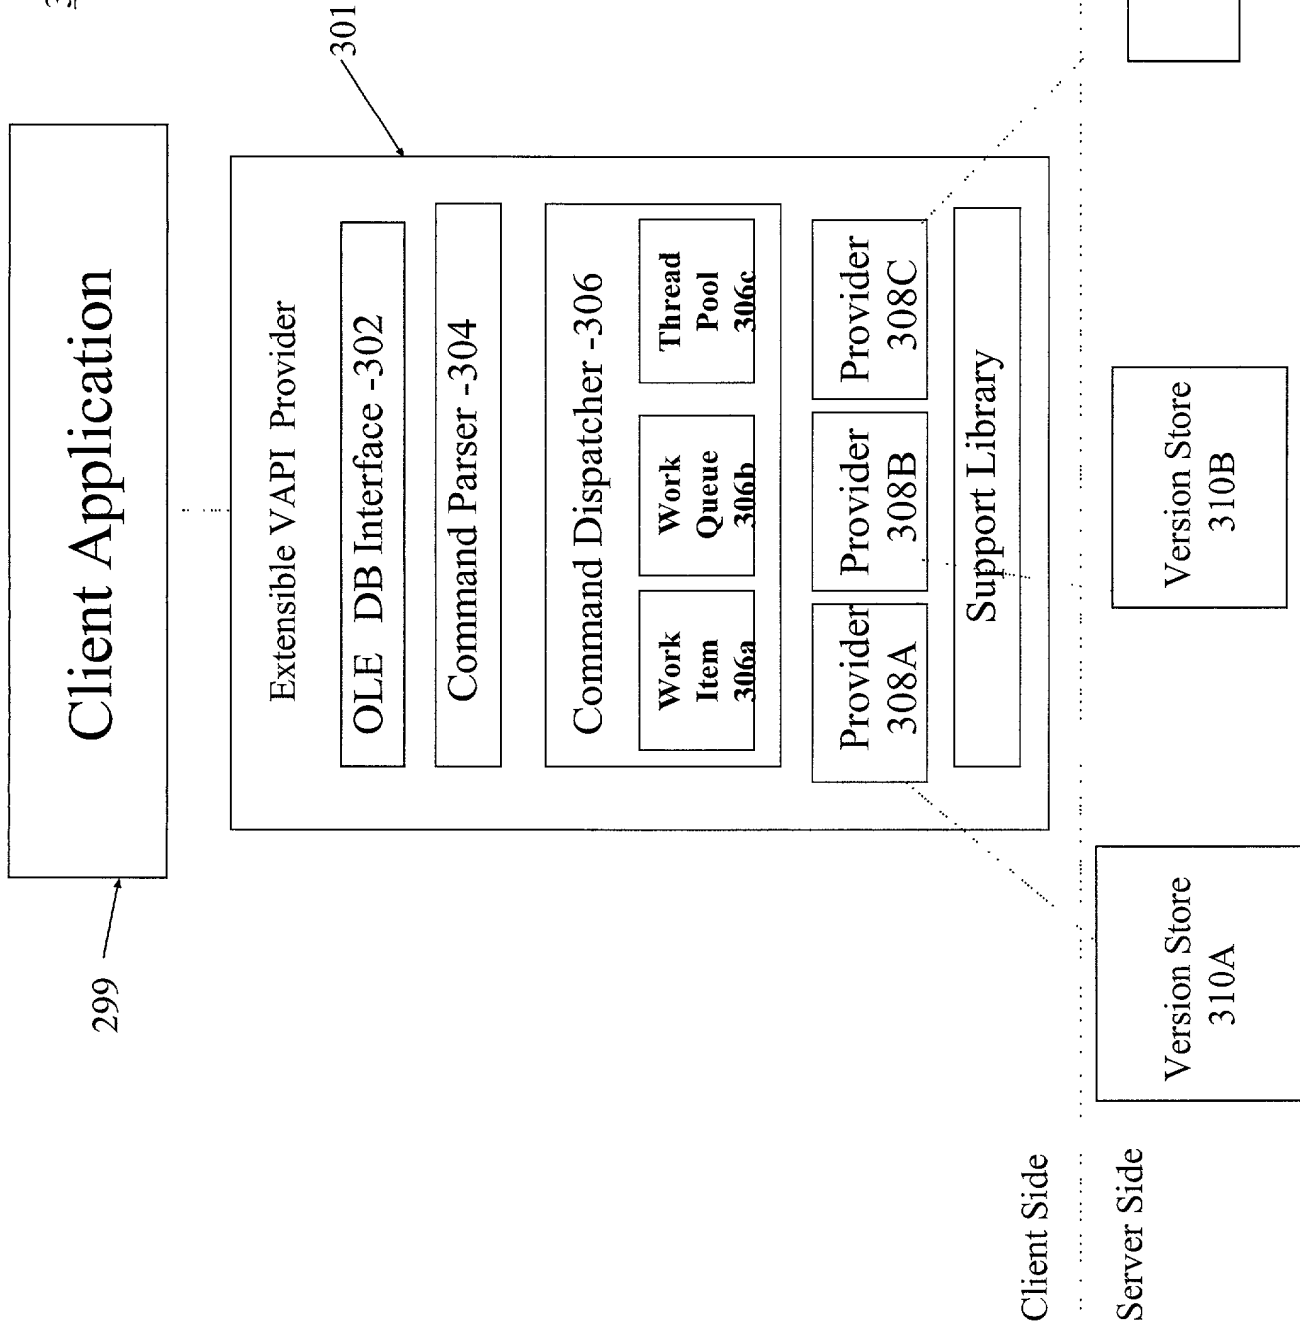 299
Client Application
301
Extensible VAPI Provider
OLE DB Interface -302
Command Parser -304
Command Dispatcher -306
Work
Item
306a
Work
Queue
306b
Thread
Pool
306c
Provider
308A
Provider
308B
Provider
308C
Support Library
Client Side
Server Side
Version Store
310A
Version Store
310B